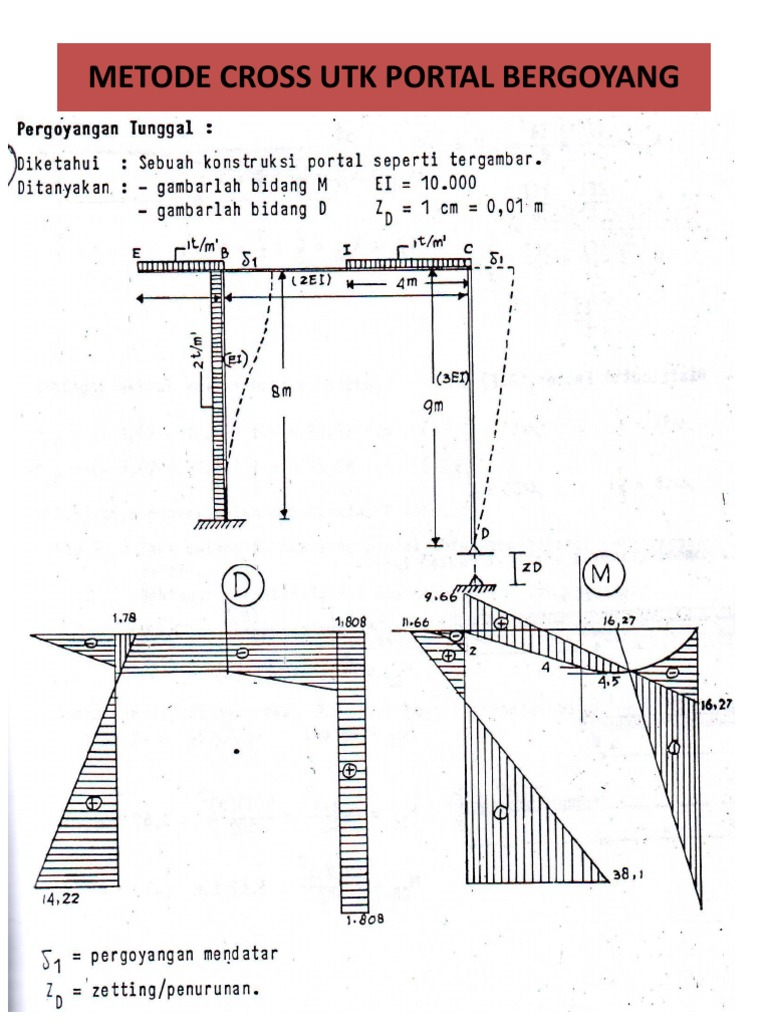 METODE CROSS UTK PORTAL BERGOYANG
Pergoyangan Tunggal :
Diketahui : Sebuah konstruksi portal seperti tergambar.
Ditanyakan : - gambarlah bidang M EI = 10.000
- gambarlah bidang D Z_D = 1 cm = 0,01 m
1t/m' 1t/m'
E B δ1 I C δ1
(2EI) 4m
2t/m' (EI)
8m (3EI)
9m
D
ZD
D M
9.66
1.78 1.808 11.66 16,27
2
4
4.5
16,27
38,1
14,22
1.808
δ1 = pergoyangan mendatar
Z_D = zetting/penurunan.